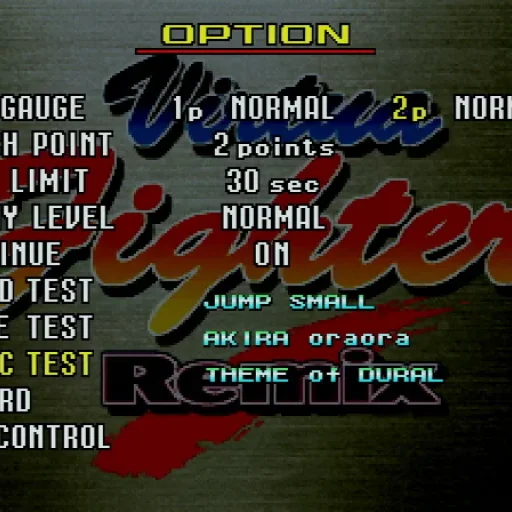 OPTION
GAUGE 1p NORMAL 2p NOR
H POINT 2 points
LIMIT 30 sec
Y LEVEL NORMAL
INUE ON
D TEST JUMP SMALL
E TEST AKIRA oraora
C TEST THEME of DURAL
RD
CONTROL
Virtua
Fighter
Remix